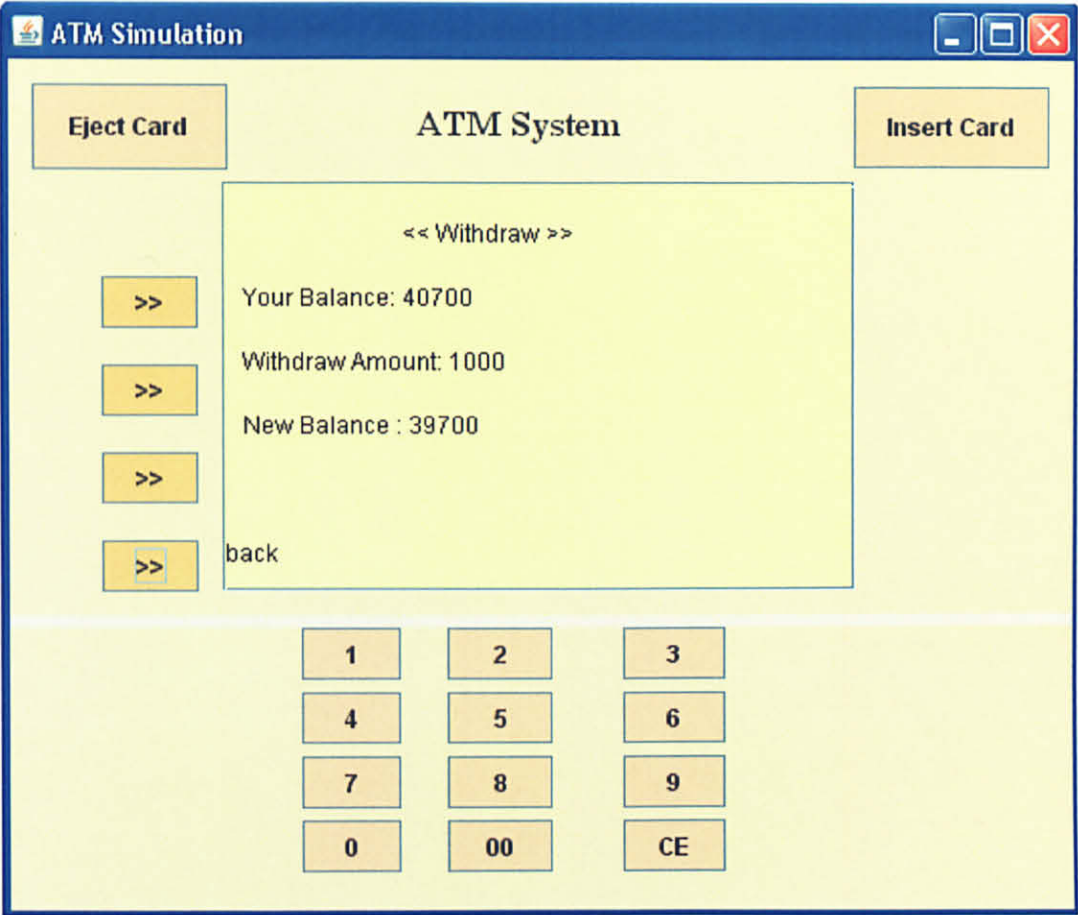 ATM Simulation
Eject Card
ATM System
Insert Card
<< Withdraw >>
>> Your Balance: 40700
Withdraw Amount: 1000
>>
New Balance : 39700
>>
>> back
1 2 3
4 5 6
7 8 9
0 00 CE